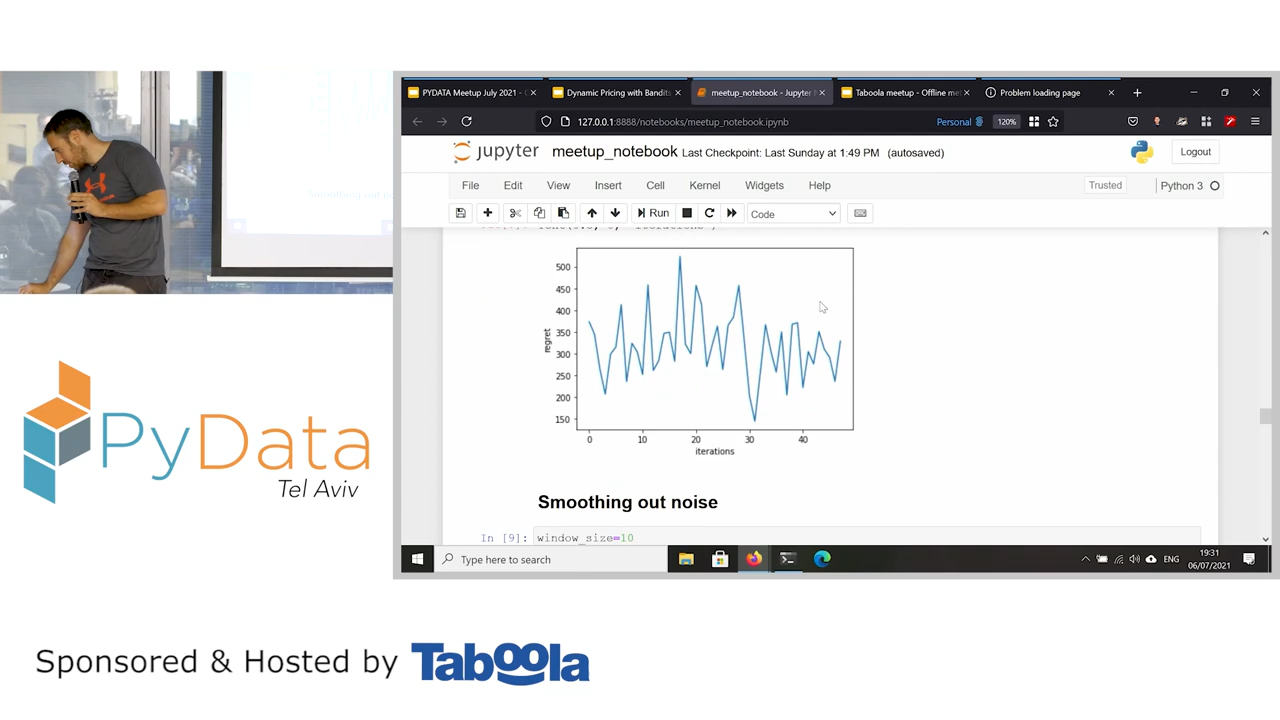 PYDATA Meetup July 2021 -
Dynamic Pricing with Bandits
meetup_notebook - Jupyter
Taboola meetup - Offline me
Problem loading page
127.0.0.1:8888/notebooks/meetup_notebook.ipynb
Personal
120%
jupyter
meetup_notebook Last Checkpoint: Last Sunday at 1:49 PM (autosaved)
Logout
File Edit View Insert Cell Kernel Widgets Help
Trusted
Python 3
Run
Code
500
450
400
350
300
250
200
150
regret
0 10 20 30 40
iterations
Smoothing out noise
In [9]: window_size=10
Type here to search
ENG
19:31
06/07/2021
Smoothing out
PyData
Tel Aviv
Sponsored & Hosted by Taboola